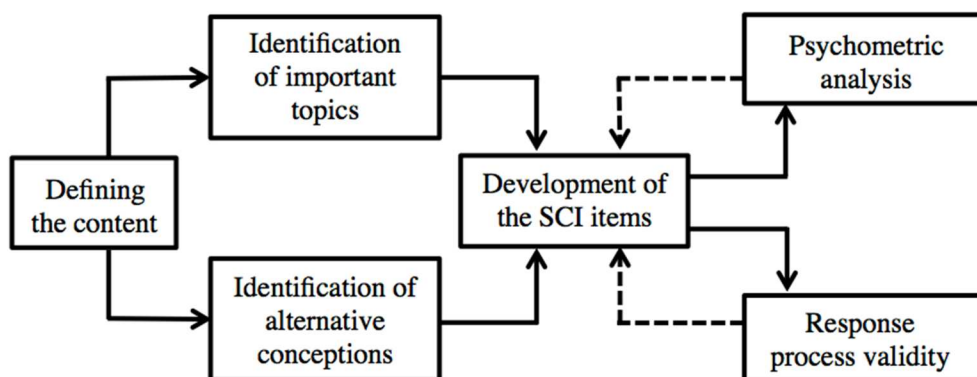 Identification
of important
topics
Psychometric
analysis
Defining
the content
Development of
the SCI items
Identification of
alternative
conceptions
Response
process validity